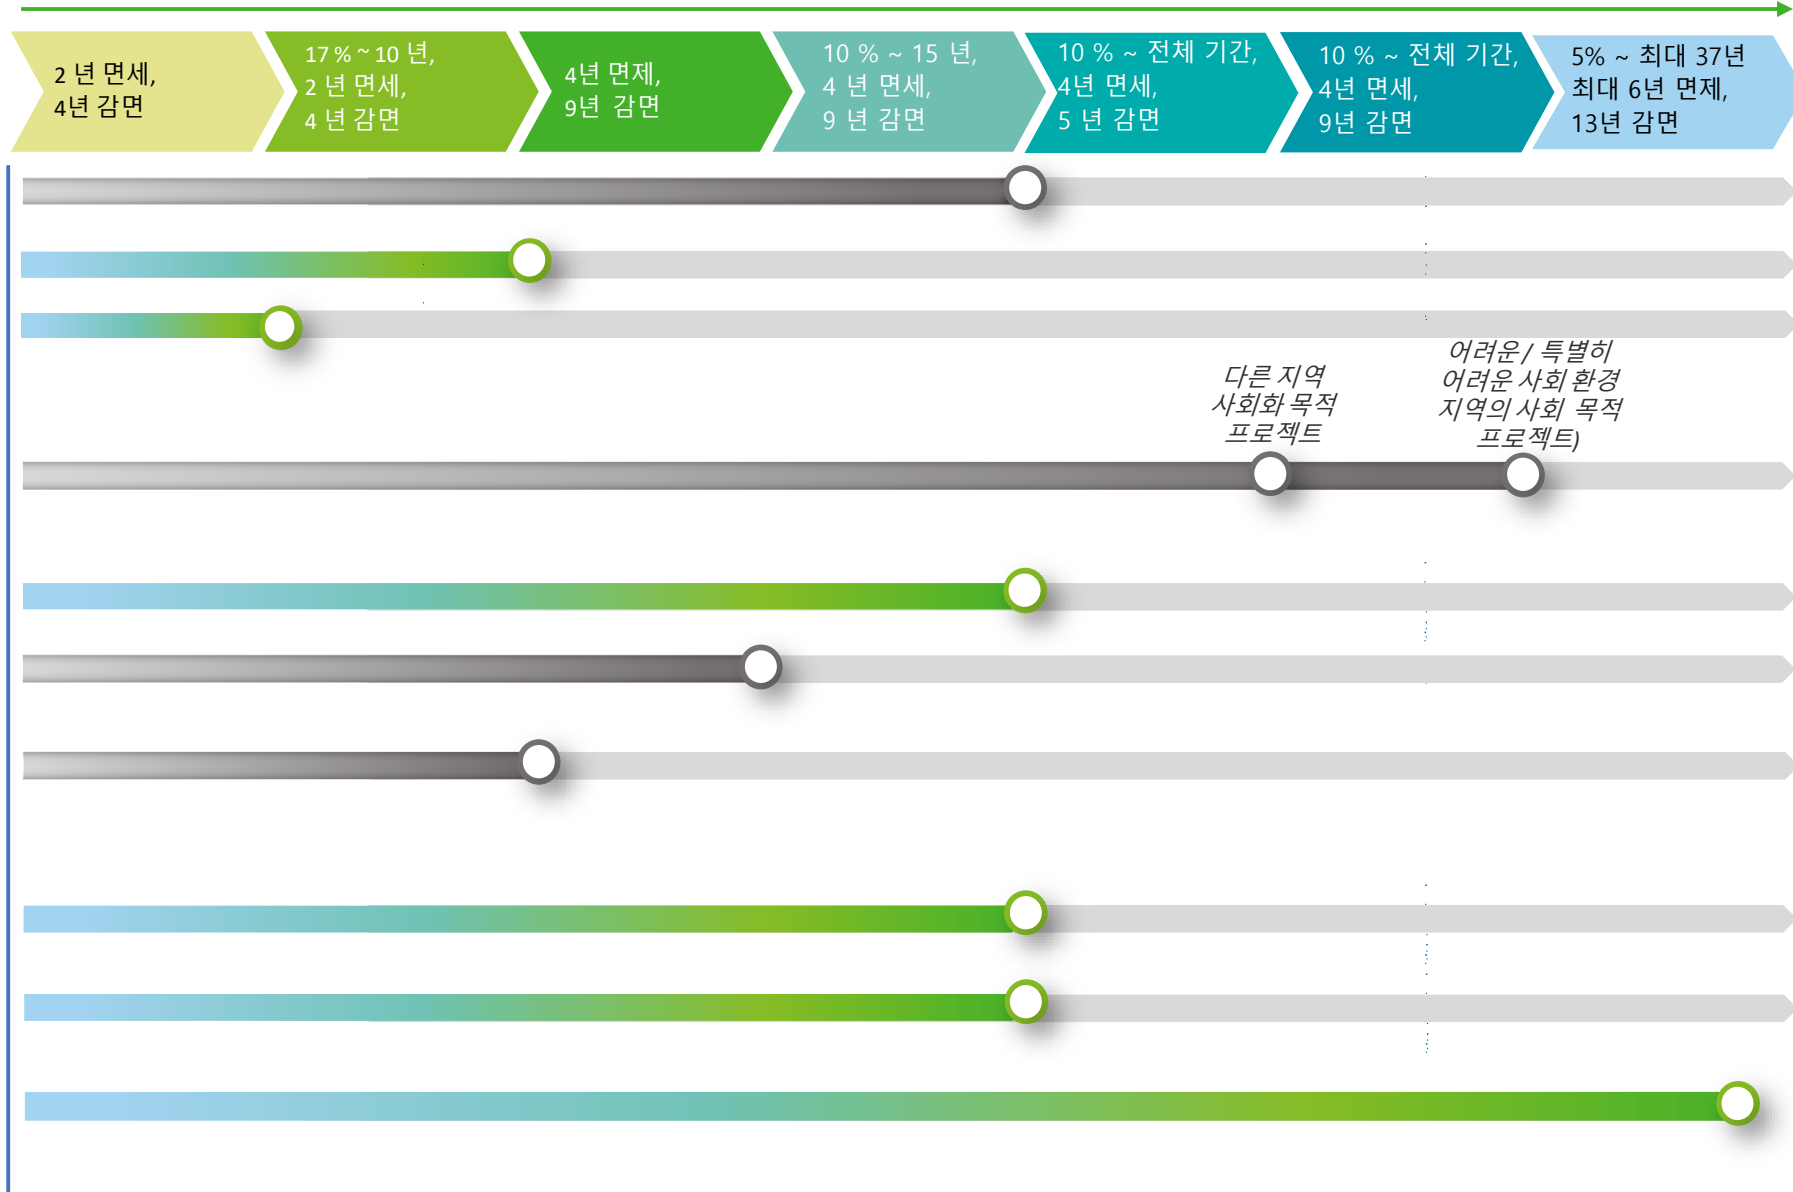 2 년 면세,
4년 감면
17 % ~ 10 년,
2 년 면세,
4 년 감면
4년 면제,
9년 감면
10 % ~ 15 년,
4 년 면세,
9 년 감면
10 % ~ 전체 기간,
4년 면세,
5 년 감면
10 % ~ 전체 기간,
4년 면세,
9년 감면
5% ~ 최대 37년
최대 6년 면제,
13년 감면
다른 지역
사회화 목적
프로젝트
어려운 / 특별히
어려운 사회 환경
지역의 사회 목적
프로젝트)